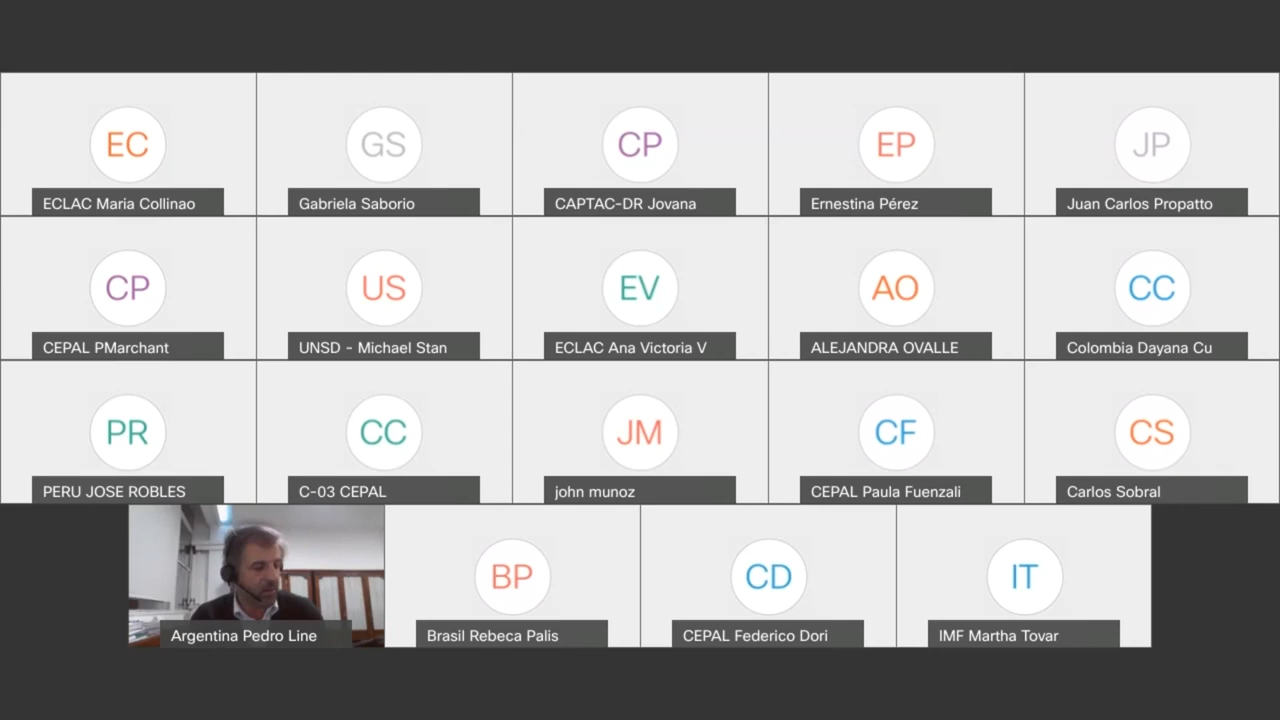 EC
GS
CP
EP
JP
ECLAC Maria Collinao
Gabriela Saborio
CAPTAC-DR Jovana
Ernestina Pérez
Juan Carlos Propatto
CP
US
EV
AO
CC
CEPAL PMarchant
UNSD - Michael Stan
ECLAC Ana Victoria V
ALEJANDRA OVALLE
Colombia Dayana Cu
PR
CC
JM
CF
CS
PERU JOSE ROBLES
C-03 CEPAL
john munoz
CEPAL Paula Fuenzali
Carlos Sobral
BP
CD
IT
Argentina Pedro Line
Brasil Rebeca Palis
CEPAL Federico Dori
IMF Martha Tovar